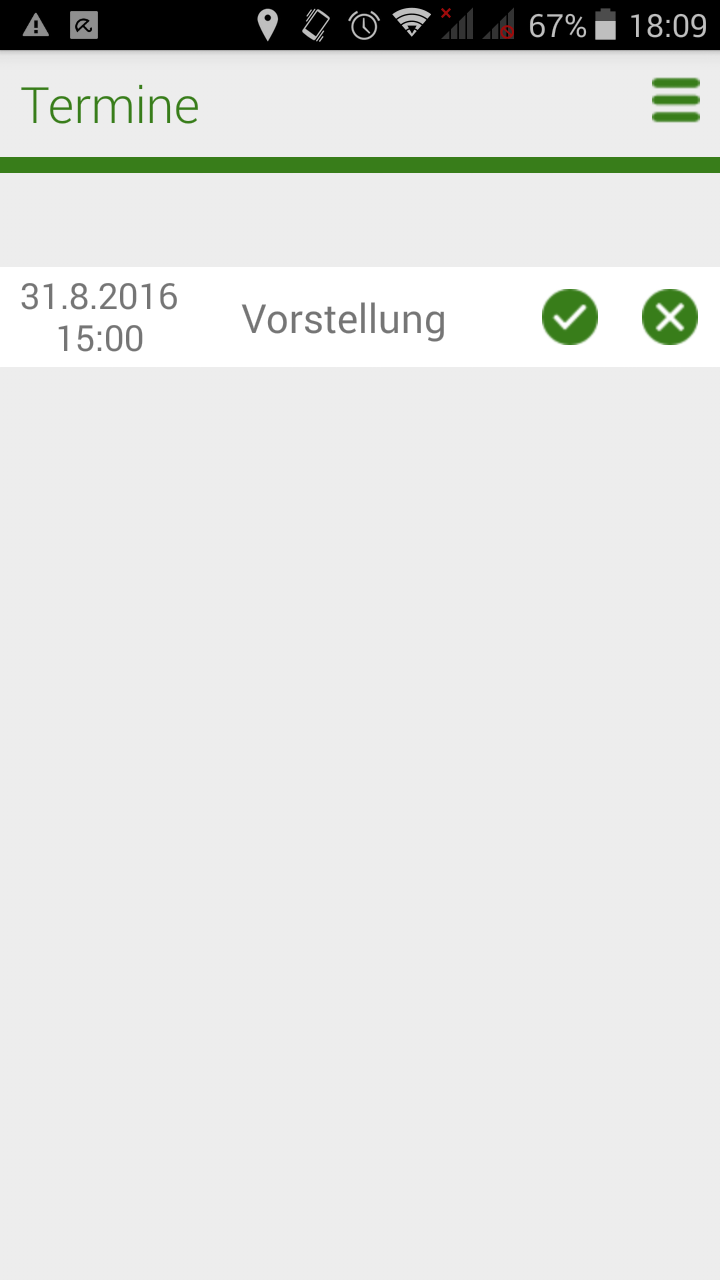 67% 18:09
Termine
31.8.2016
15:00
Vorstellung